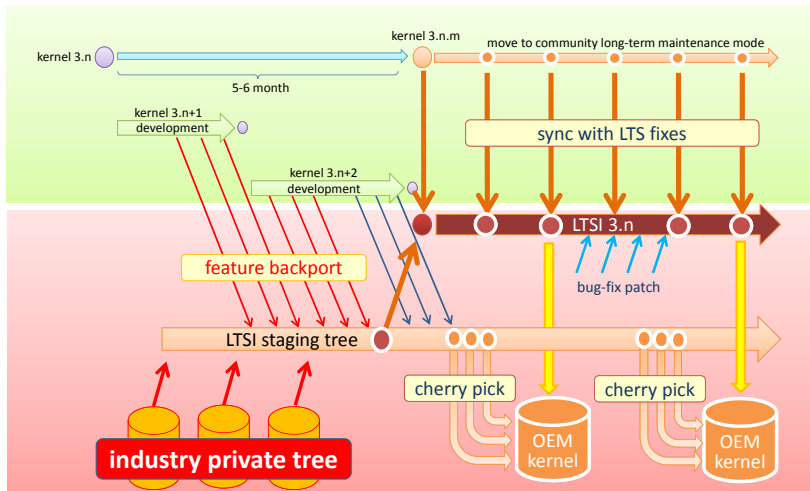 kernel 3.n.m
kernel 3.n
move to community long-term maintenance mode
5-6 month
kernel 3.n+1
development
sync with LTS fixes
kernel 3.n+2
development
LTSI 3.n
feature backport
bug-fix patch
LTSI staging tree
cherry pick
cherry pick
OEM
kernel
OEM
kernel
industry private tree